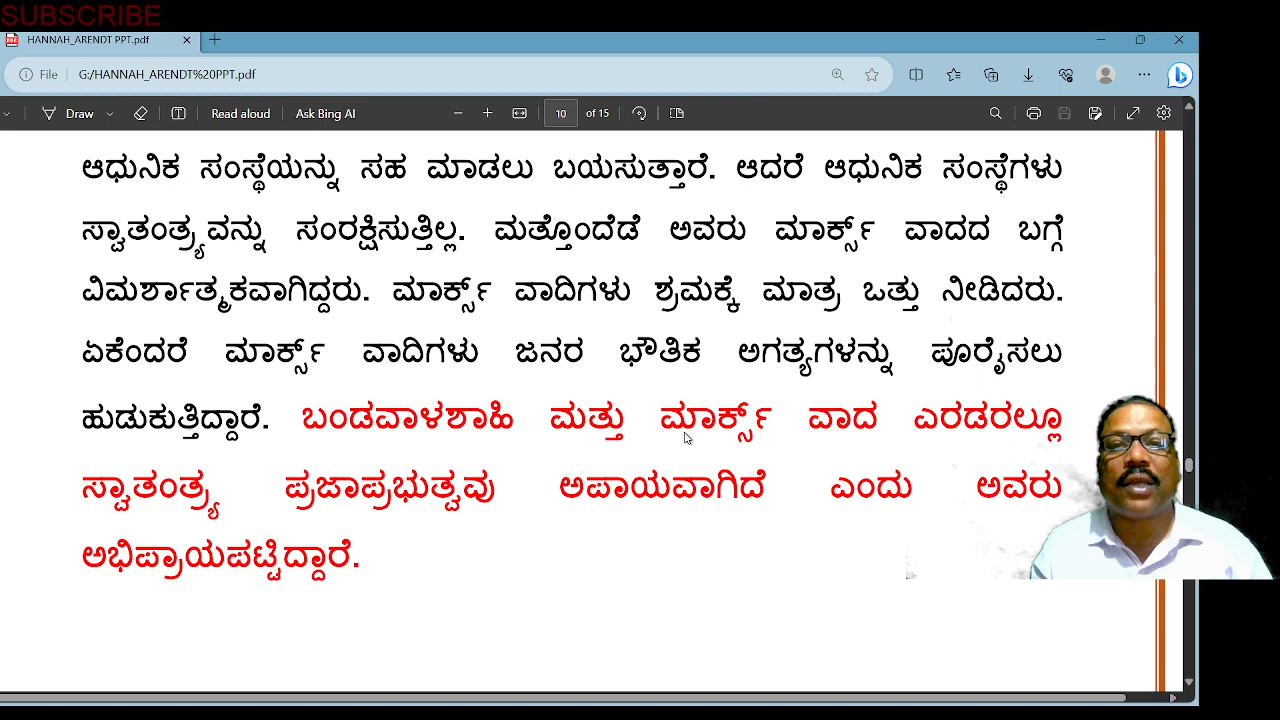 SUBSCRIBE
HANNAH_ARENDT PPT.pdf
File G:/HANNAH_ARENDT%20PPT.pdf
Draw Read aloud Ask Bing AI 10 of 15
ಆಧುನಿಕ ಸಂಸ್ಥೆಯನ್ನು ಸಹ ಮಾಡಲು ಬಯಸುತ್ತಾರೆ. ಆದರೆ ಆಧುನಿಕ ಸಂಸ್ಥೆಗಳು
ಸ್ವಾತಂತ್ರ್ಯವನ್ನು ಸಂರಕ್ಷಿಸುತ್ತಿಲ್ಲ. ಮತ್ತೊಂದೆಡೆ ಅವರು ಮಾರ್ಕ್ಸ್ ವಾದದ ಬಗ್ಗೆ
ವಿಮರ್ಶಾತ್ಮಕವಾಗಿದ್ದರು. ಮಾರ್ಕ್ಸ್ ವಾದಿಗಳು ಶ್ರಮಕ್ಕೆ ಮಾತ್ರ ಒತ್ತು ನೀಡಿದರು.
ಏಕೆಂದರೆ ಮಾರ್ಕ್ಸ್ ವಾದಿಗಳು ಜನರ ಭೌತಿಕ ಅಗತ್ಯಗಳನ್ನು ಪೂರೈಸಲು
ಹುಡುಕುತ್ತಿದ್ದಾರೆ. ಬಂಡವಾಳಶಾಹಿ ಮತ್ತು ಮಾರ್ಕ್ಸ್ ವಾದ ಎರಡರಲ್ಲೂ
ಸ್ವಾತಂತ್ರ್ಯ ಪ್ರಜಾಪ್ರಭುತ್ವವು ಅಪಾಯವಾಗಿದೆ ಎಂದು ಅವರು
ಅಭಿಪ್ರಾಯಪಟ್ಟಿದ್ದಾರೆ.